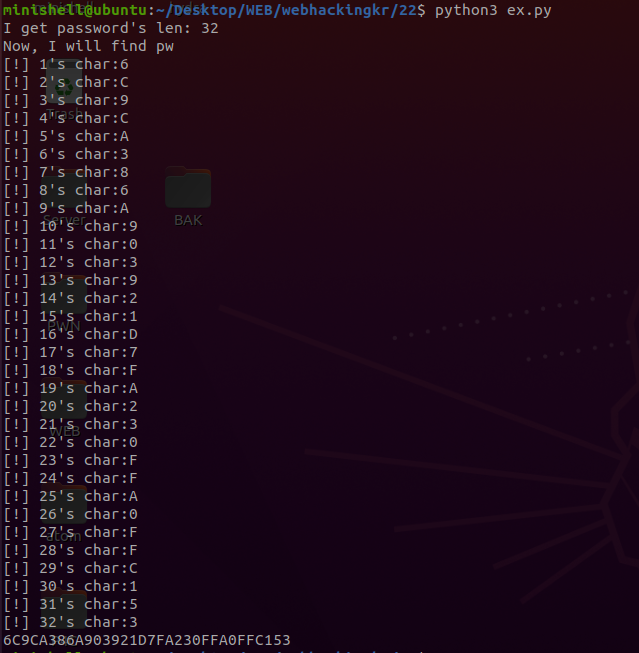 minishell@ubuntu:~/Desktop/WEB/webhackingkr/22$ python3 ex.py
I get password's len: 32
Now, I will find pw
[!] 1's char:6
[!] 2's char:C
[!] 3's char:9
[!] 4's char:C
Trash
[!] 5's char:A
[!] 6's char:3
[!] 7's char:8
[!] 8's char:6
[!] 9's char:A
Server
BAK
[!] 10's char:9
[!] 11's char:0
[!] 12's char:3
[!] 13's char:9
[!] 14's char:2
[!] 15's char:1
PWN
[!] 16's char:D
[!] 17's char:7
[!] 18's char:F
[!] 19's char:A
[!] 20's char:2
[!] 21's char:3
WEB
[!] 22's char:0
[!] 23's char:F
[!] 24's char:F
[!] 25's char:A
[!] 26's char:0
[!] 27's char:F
atom
[!] 28's char:F
[!] 29's char:C
[!] 30's char:1
[!] 31's char:5
[!] 32's char:3
6C9CA386A903921D7FA230FFA0FFC153